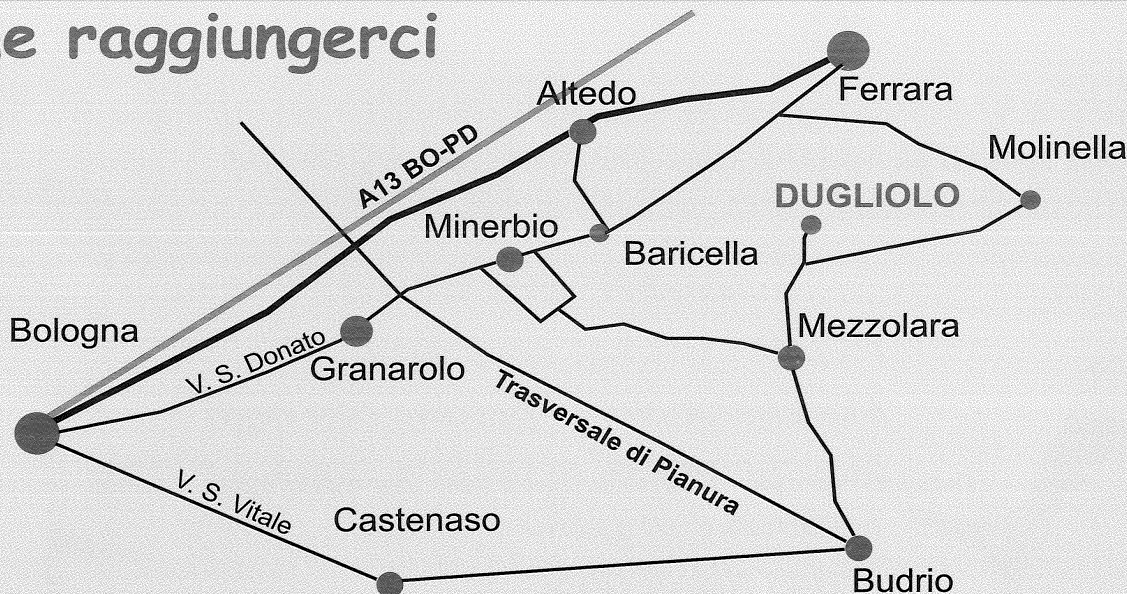 e raggiungerci
Altedo
Ferrara
A13 BO-PD
Molinella
DUGLIOLO
Minerbio
Baricella
Bologna
Mezzolara
V. S. Donato
Granarolo
Trasversale di Pianura
V. S. Vitale
Castenaso
Budrio